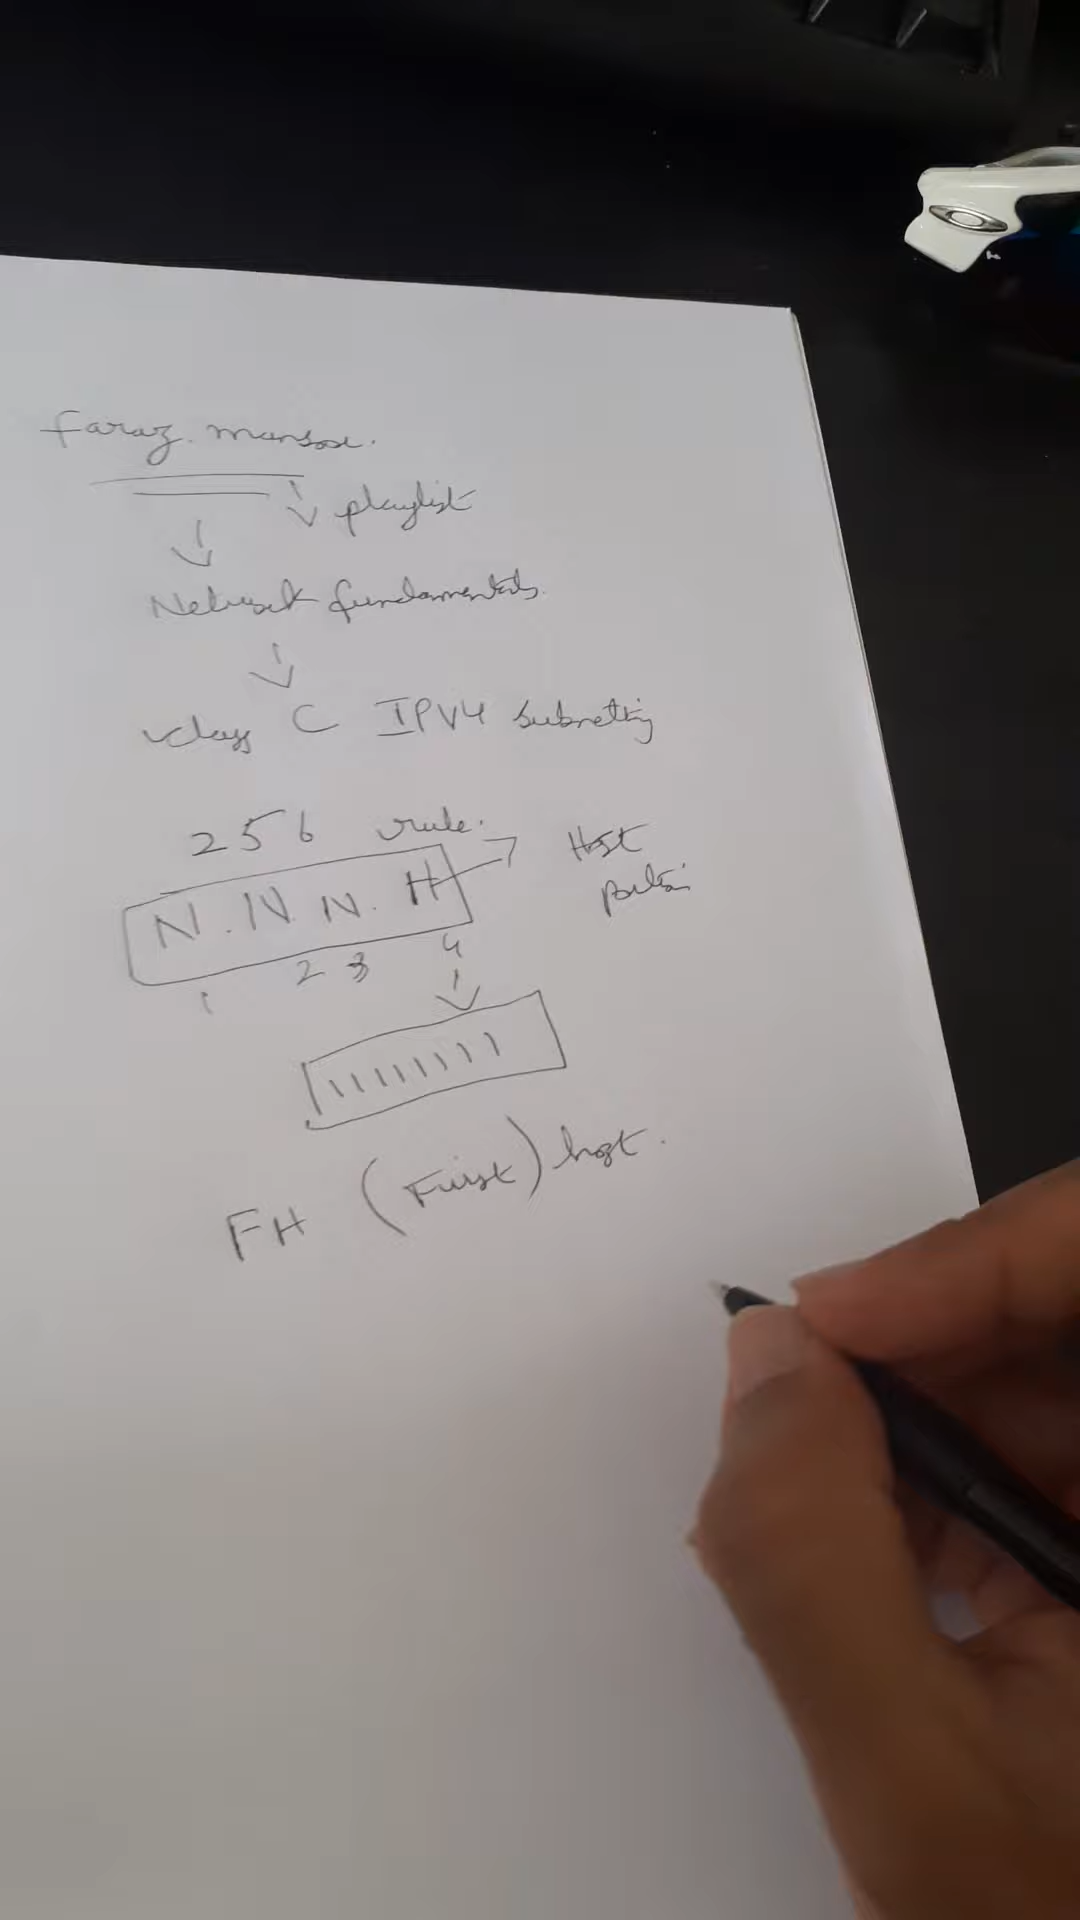 Faraz. mansoor.
↓ playlist
↓
Network fundamentals.
↓
class C IPV4 subnetting
256 rule.
N . N. N. H → Host portion
1 2 3 4
↓
11111111
FH (First) host.